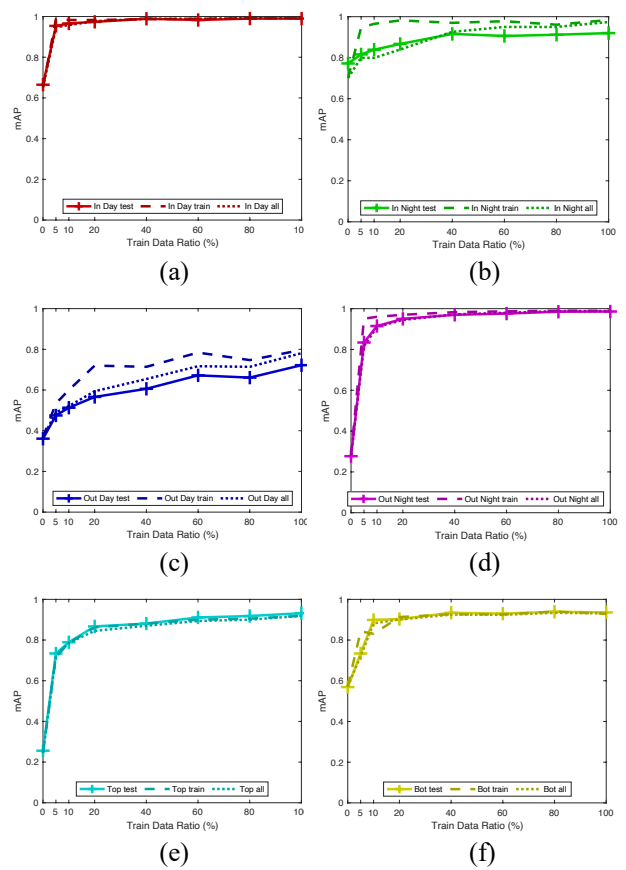 1
0.8
0.6
0.4
0.2
0
mAP
In Day test In Day train In Day all
0 5 10 20 40 60 80 100
Train Data Ratio (%)
(a)
1
0.8
0.6
0.4
0.2
0
mAP
In Night test In Night train In Night all
0 5 10 20 40 60 80 100
Train Data Ratio (%)
(b)
1
0.8
0.6
0.4
0.2
0
mAP
Out Day test Out Day train Out Day all
0 5 10 20 40 60 80 100
Train Data Ratio (%)
(c)
1
0.8
0.6
0.4
0.2
0
mAP
Out Night test Out Night train Out Night all
0 5 10 20 40 60 80 100
Train Data Ratio (%)
(d)
1
0.8
0.6
0.4
0.2
0
mAP
Top test Top train Top all
0 5 10 20 40 60 80 100
Train Data Ratio (%)
(e)
1
0.8
0.6
0.4
0.2
0
mAP
Bot test Bot train Bot all
0 5 10 20 40 60 80 100
Train Data Ratio (%)
(f)